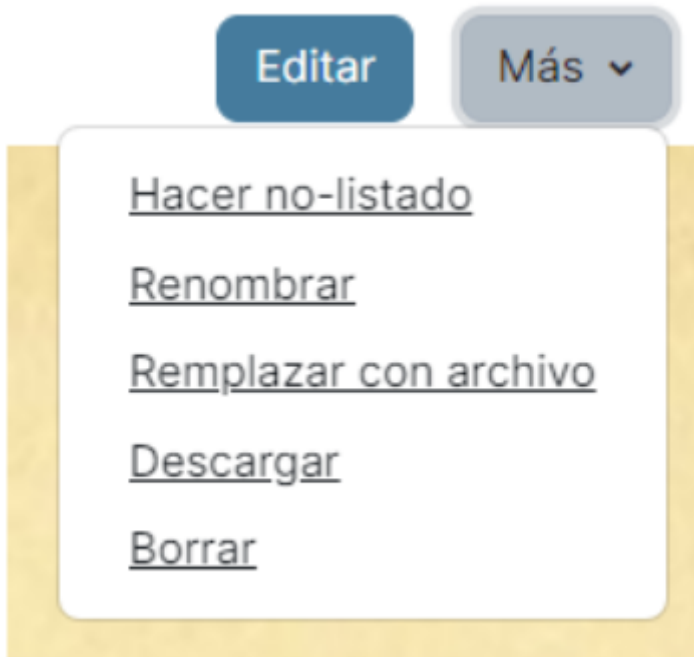 Editar
Más
Hacer no-listado
Renombrar
Remplazar con archivo
Descargar
Borrar